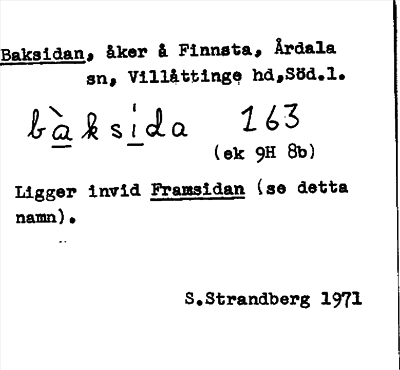 Baksidan, åker å Finnsta, Årdala
sn, Villåttinge hd,Söd.l.
bàksída 163
(ek 9H 8b)
Ligger invid Framsidan (se detta
namn).
S.Strandberg 1971